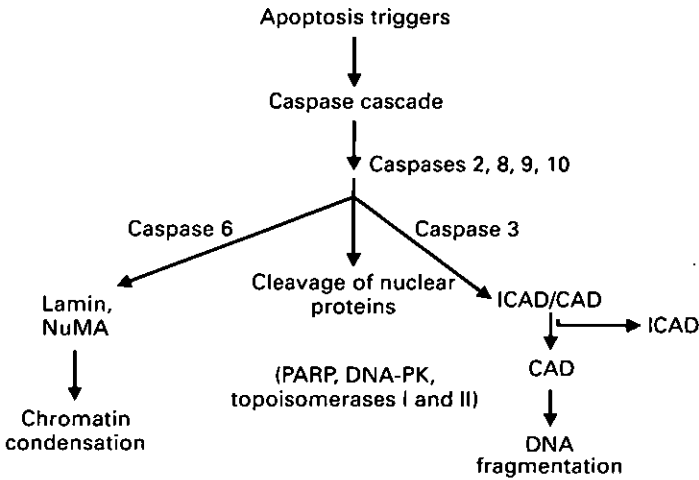 Apoptosis triggers
Caspase cascade
Caspases 2, 8, 9, 10
Caspase 6
Caspase 3
Cleavage of nuclear
proteins
Lamin,
NuMA
ICAD/CAD
ICAD
(PARP, DNA-PK,
topoisomerases I and II)
CAD
Chromatin
condensation
DNA
fragmentation